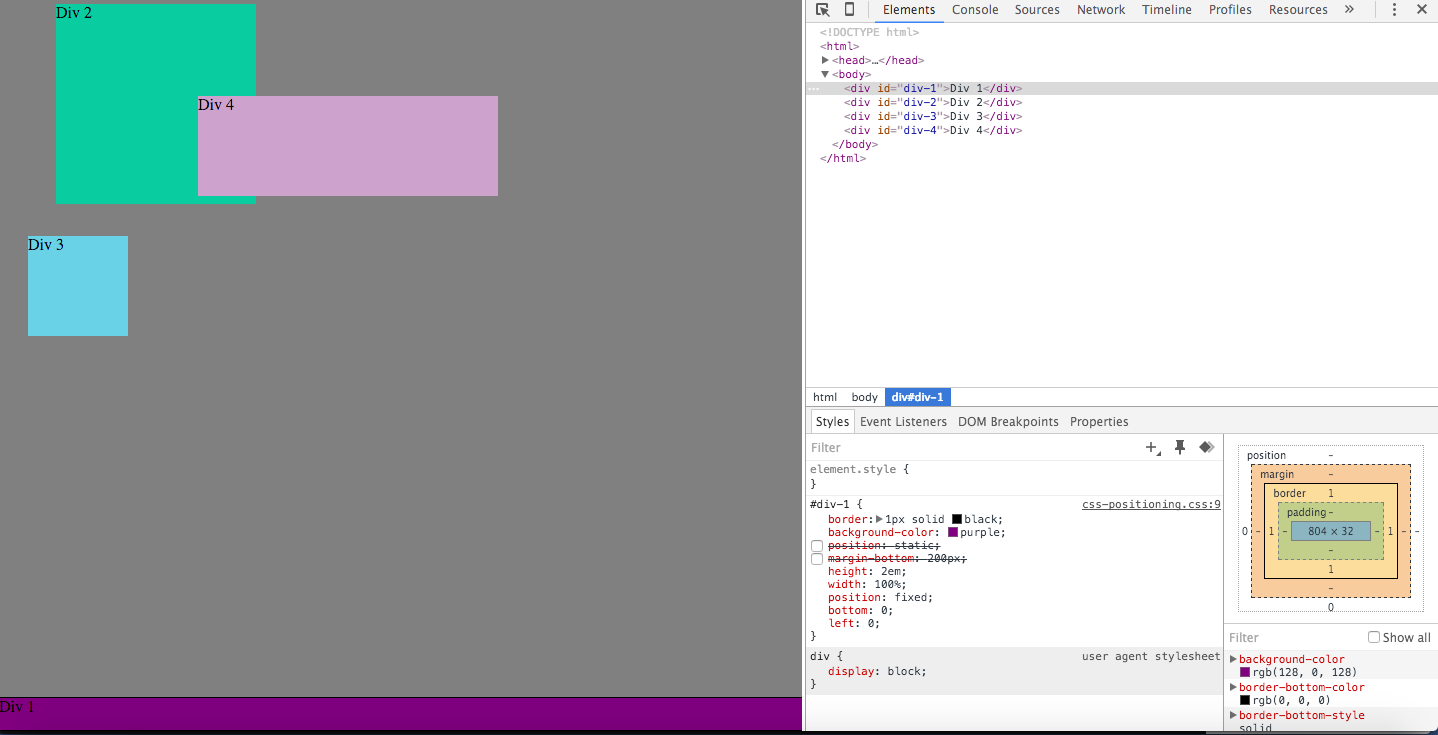 Div 2
Div 4
Div 3
Div 1
Elements Console Sources Network Timeline Profiles Resources »
<!DOCTYPE html>
<html>
▶<head>…</head>
▼<body>
<div id="div-1">Div 1</div>
<div id="div-2">Div 2</div>
<div id="div-3">Div 3</div>
<div id="div-4">Div 4</div>
</body>
</html>
html body div#div-1
Styles Event Listeners DOM Breakpoints Properties
Filter
element.style {
}
#div-1 { css-positioning.css:9
border:▶1px solid black;
background-color: purple;
position: static;
margin-bottom: 200px;
height: 2em;
width: 100%;
position: fixed;
bottom: 0;
left: 0;
}
div { user agent stylesheet
display: block;
}
position -
margin -
border 1
padding -
0 - 1 - 804 × 32 - 1 - -
-
1
-
0
Filter Show all
▶background-color
rgb(128, 0, 128)
▶border-bottom-color
rgb(0, 0, 0)
▶border-bottom-style
solid